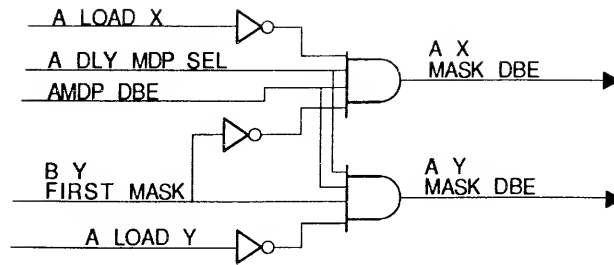 A LOAD X
A DLY MDP SEL
AMDP DBE
A X
MASK DBE
B Y
FIRST MASK
A Y
MASK DBE
A LOAD Y